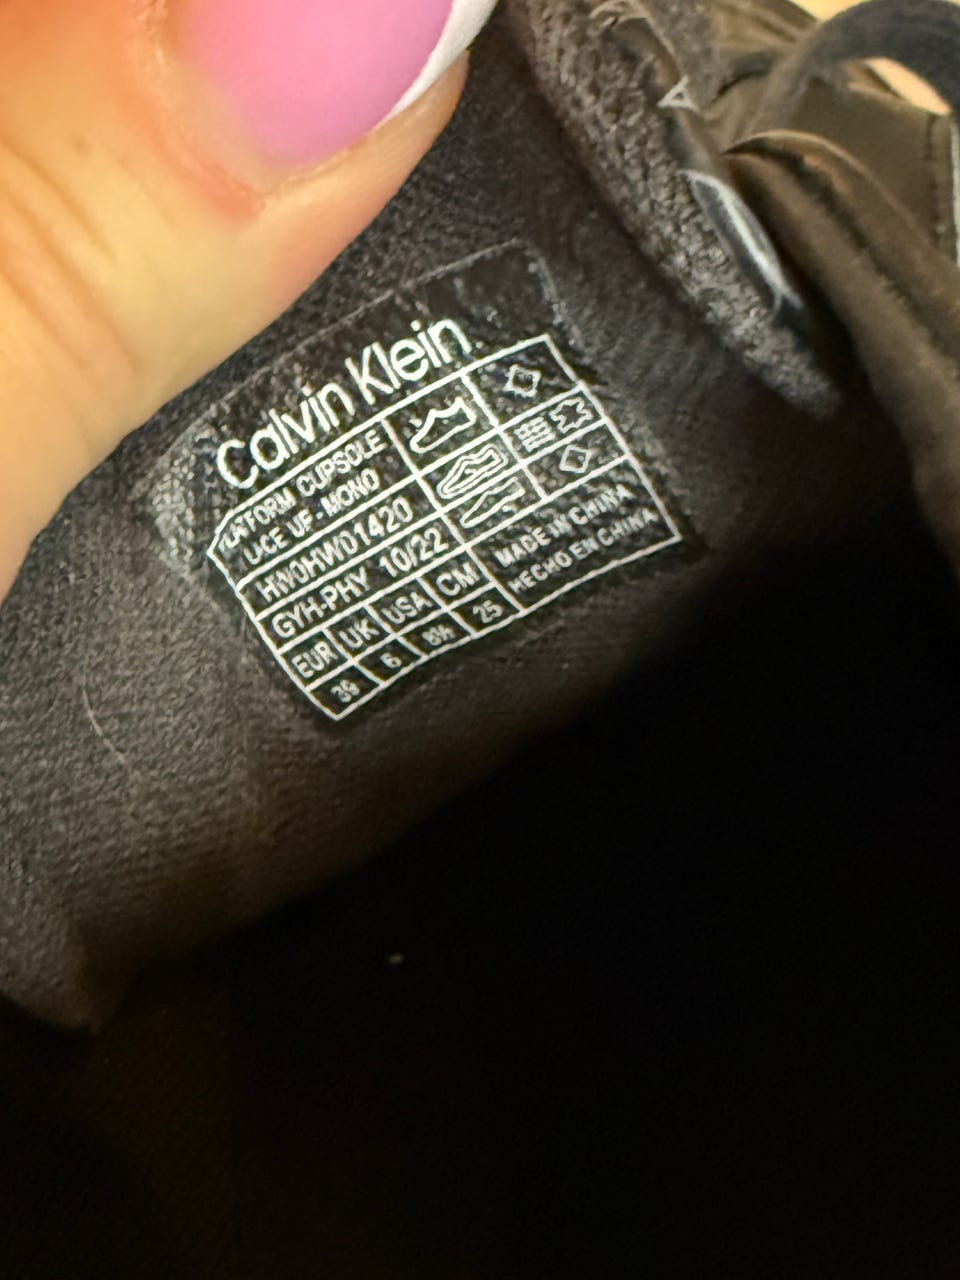 Calvin Klein
PLATFORM CUPSOLE
LACE UP - MONO
HW0HW01420
GYH-PHY 10/22
EUR UK USA CM
39 6 8½ 25
MADE IN CHINA
HECHO EN CHINA